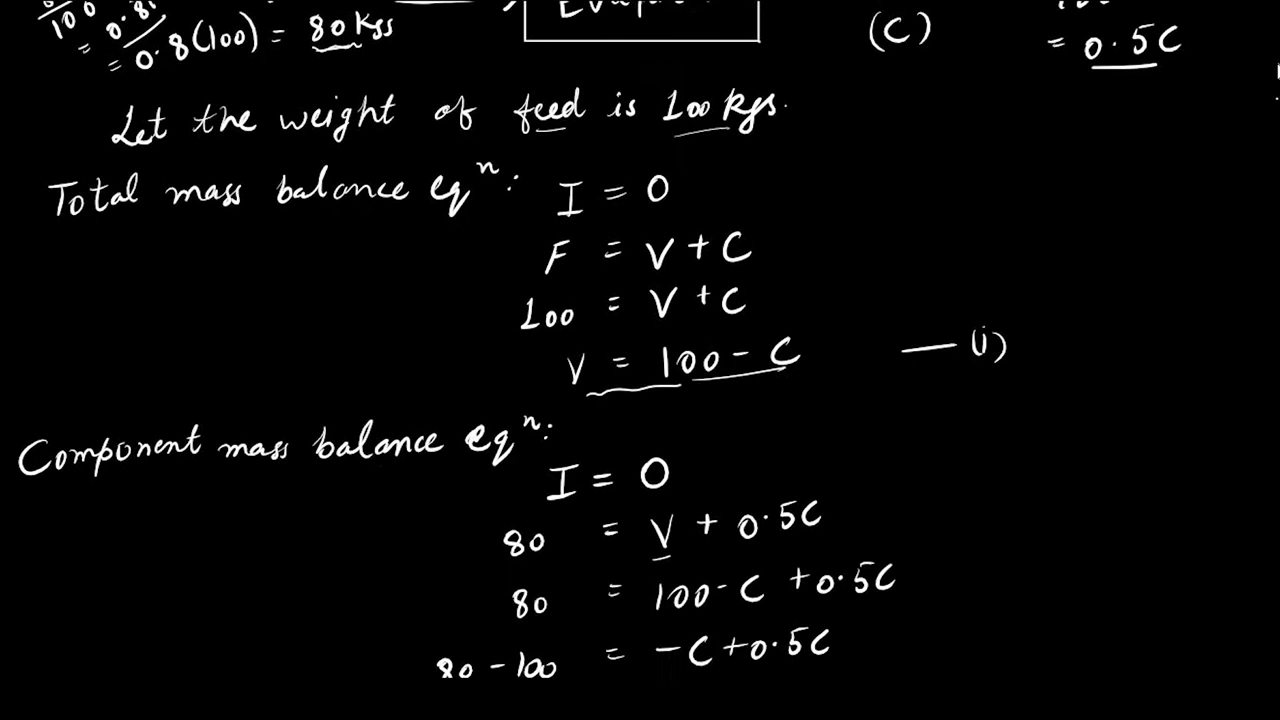 100
= 0.8(100) = 80 Kgs
(C)
= 0.5C
Let the weight of feed is 100 kgs.
Total mass balance eqⁿ: I = O
F = V + C
100 = V + C
V = 100 - C — (i)
Component mass balance eqⁿ:
I = O
80 = V + 0.5C
80 = 100 - C + 0.5C
80 - 100 = - C + 0.5C